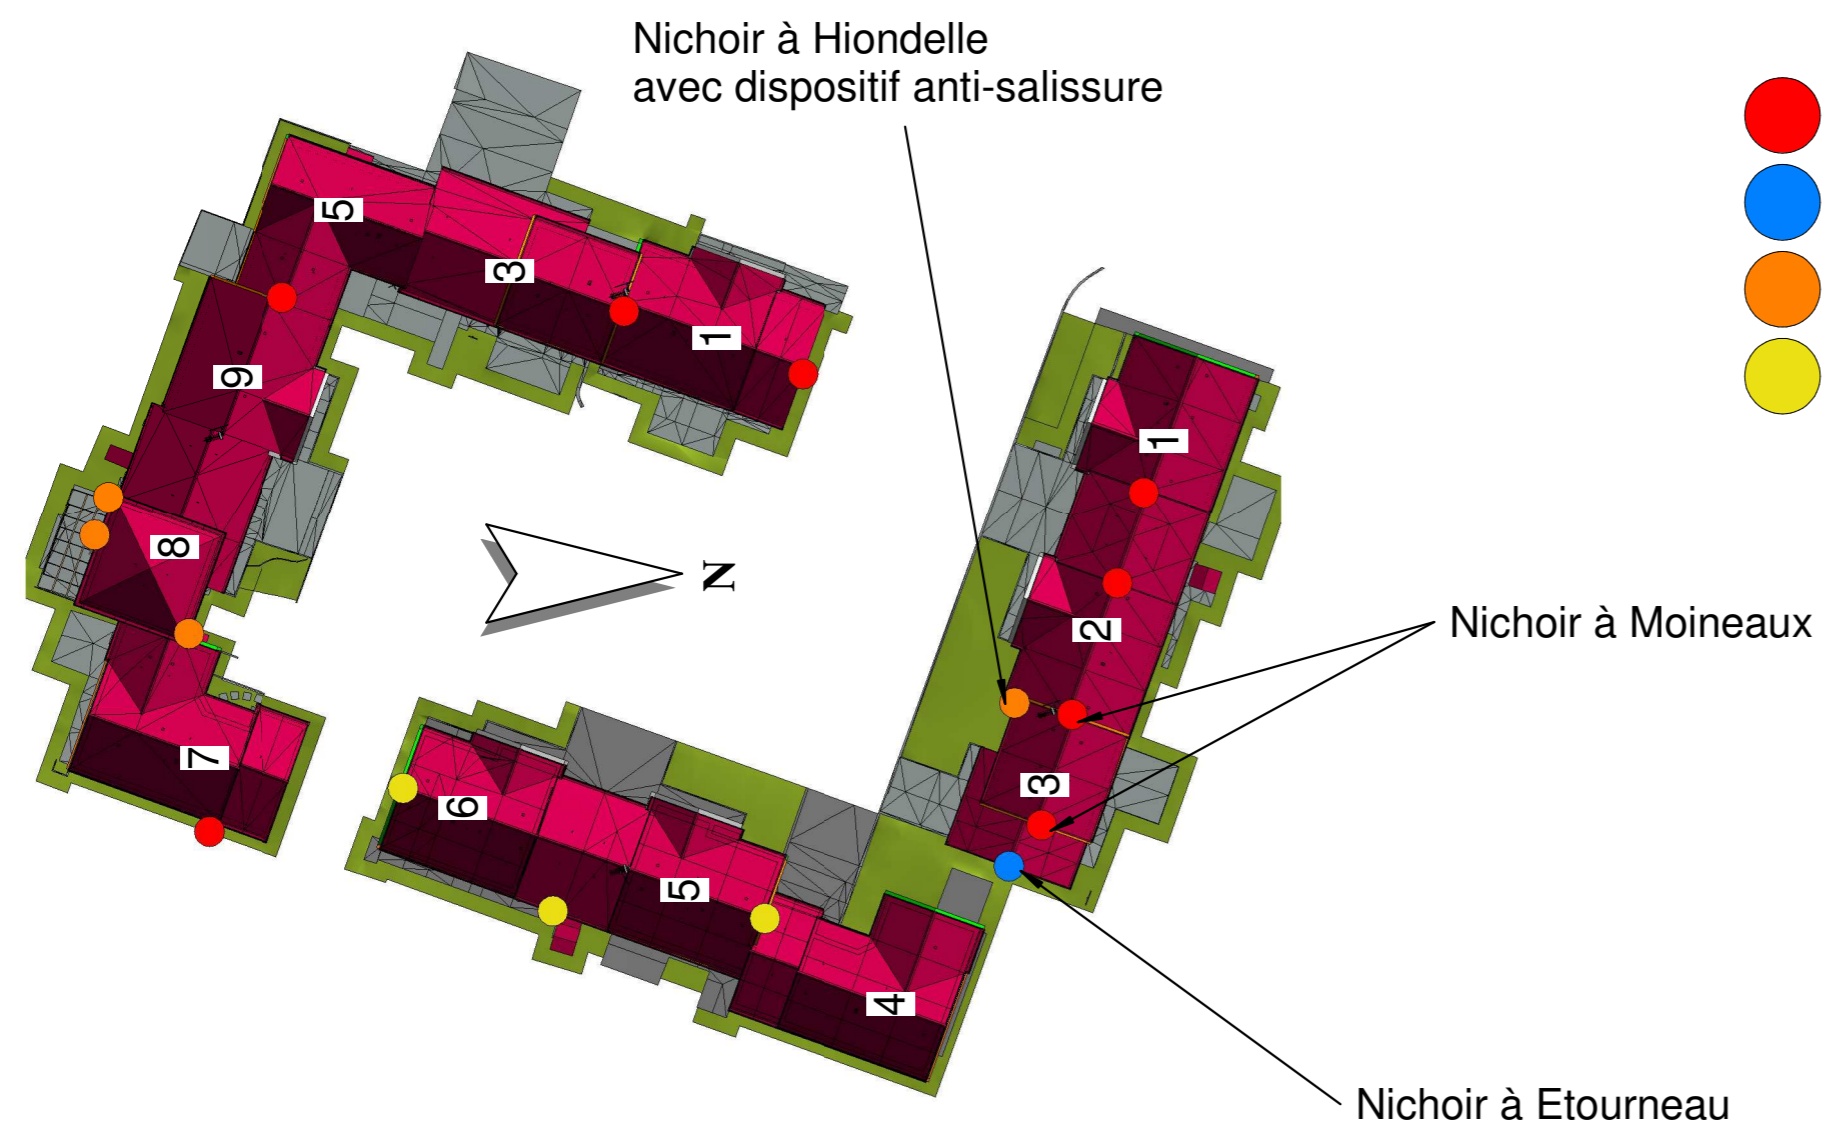 Nichoir à Hiondelle
avec dispositif anti-salissure
5
3
1
9
1
8
N
2
Nichoir à Moineaux
7
3
6
5
4
Nichoir à Etourneau